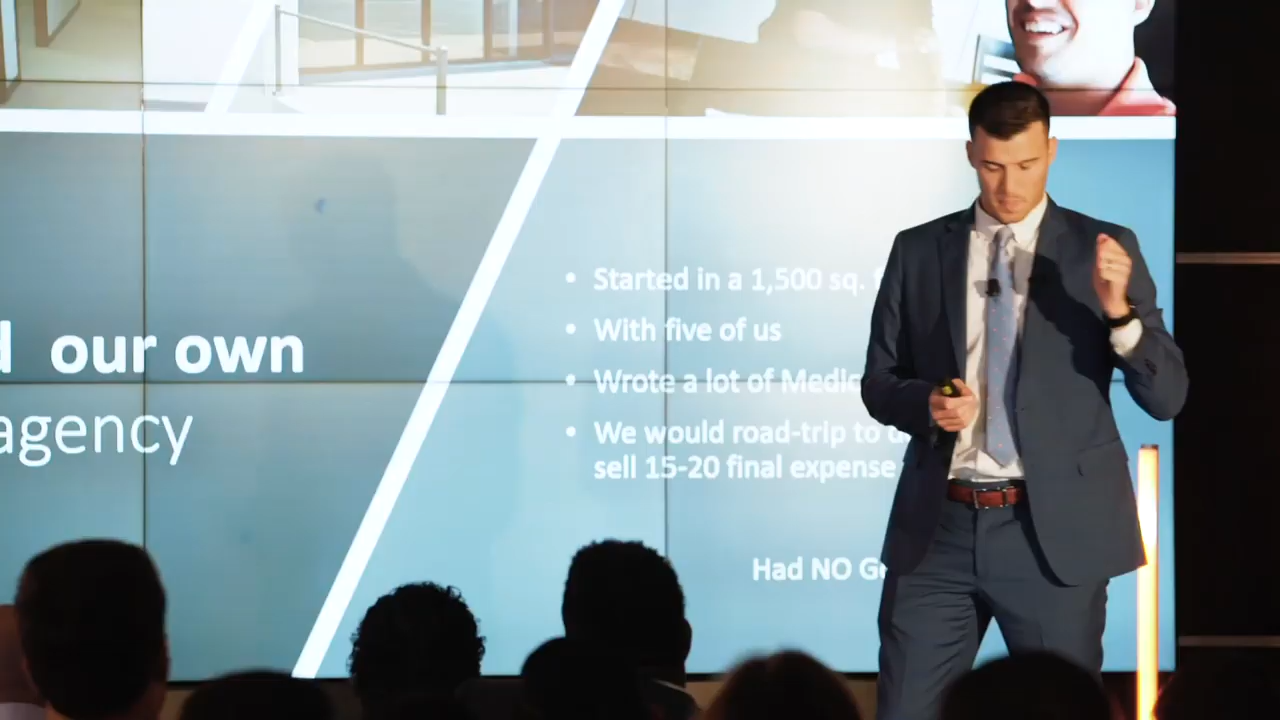 our own
agency
• Started in a 1,500 sq.
• With five of us
• Wrote a lot of
• We would road-trip to
sell 15-20 final expense
Had NO